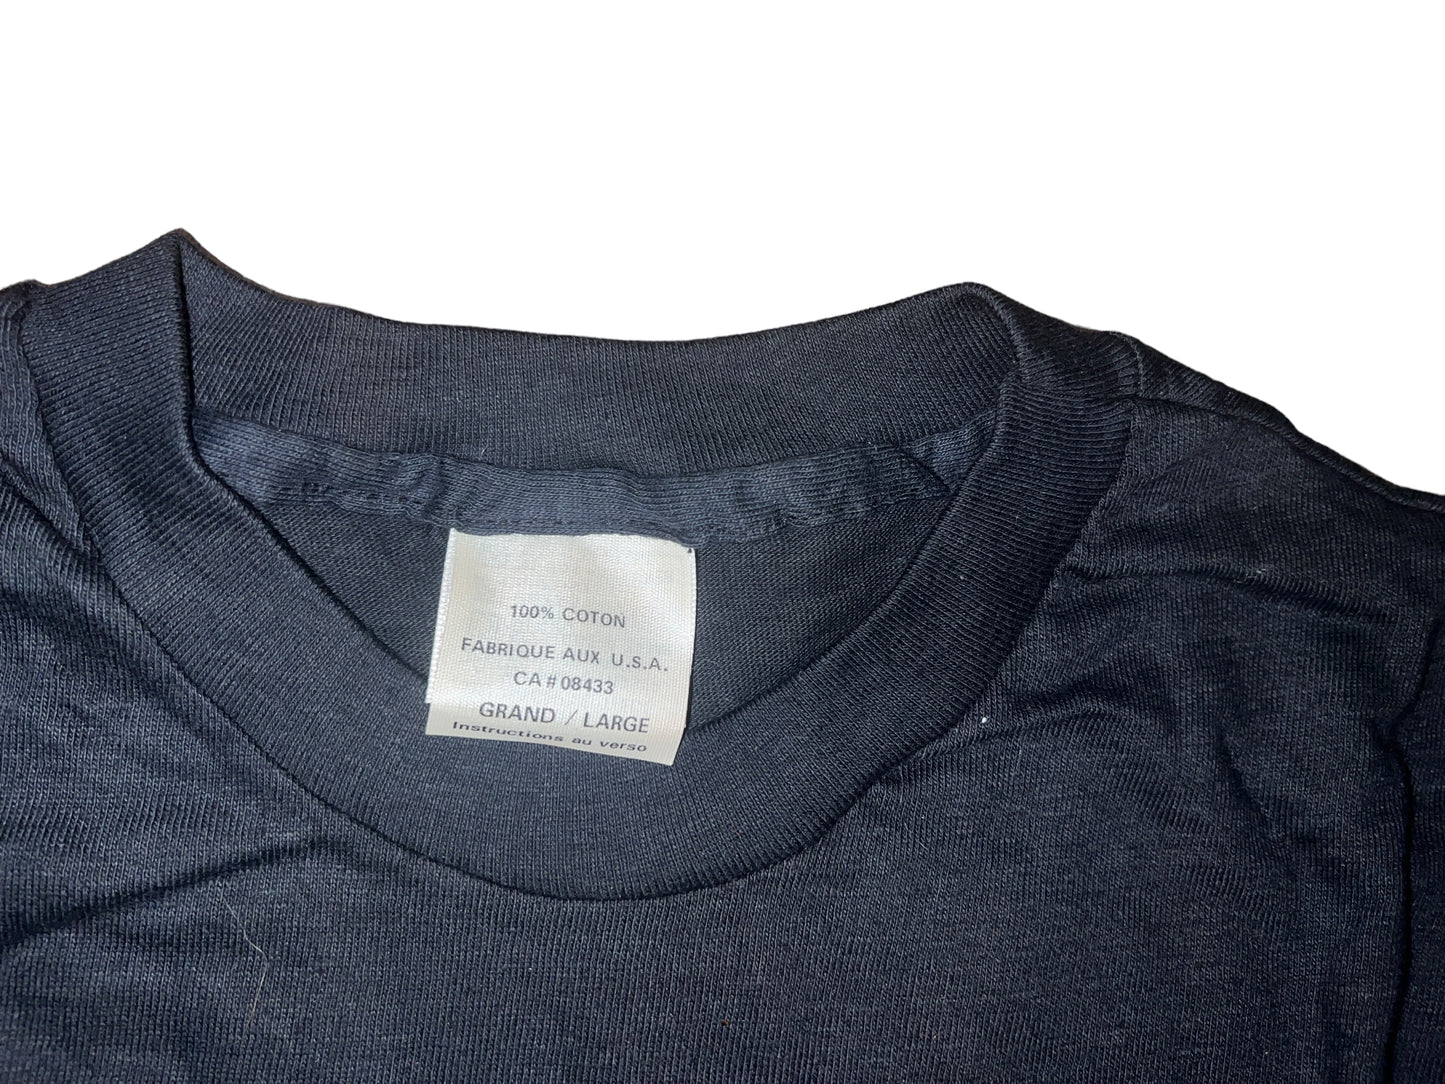 100% COTON
FABRIQUE AUX U.S.A.
CA # 08433
GRAND / LARGE
Instructions au verso